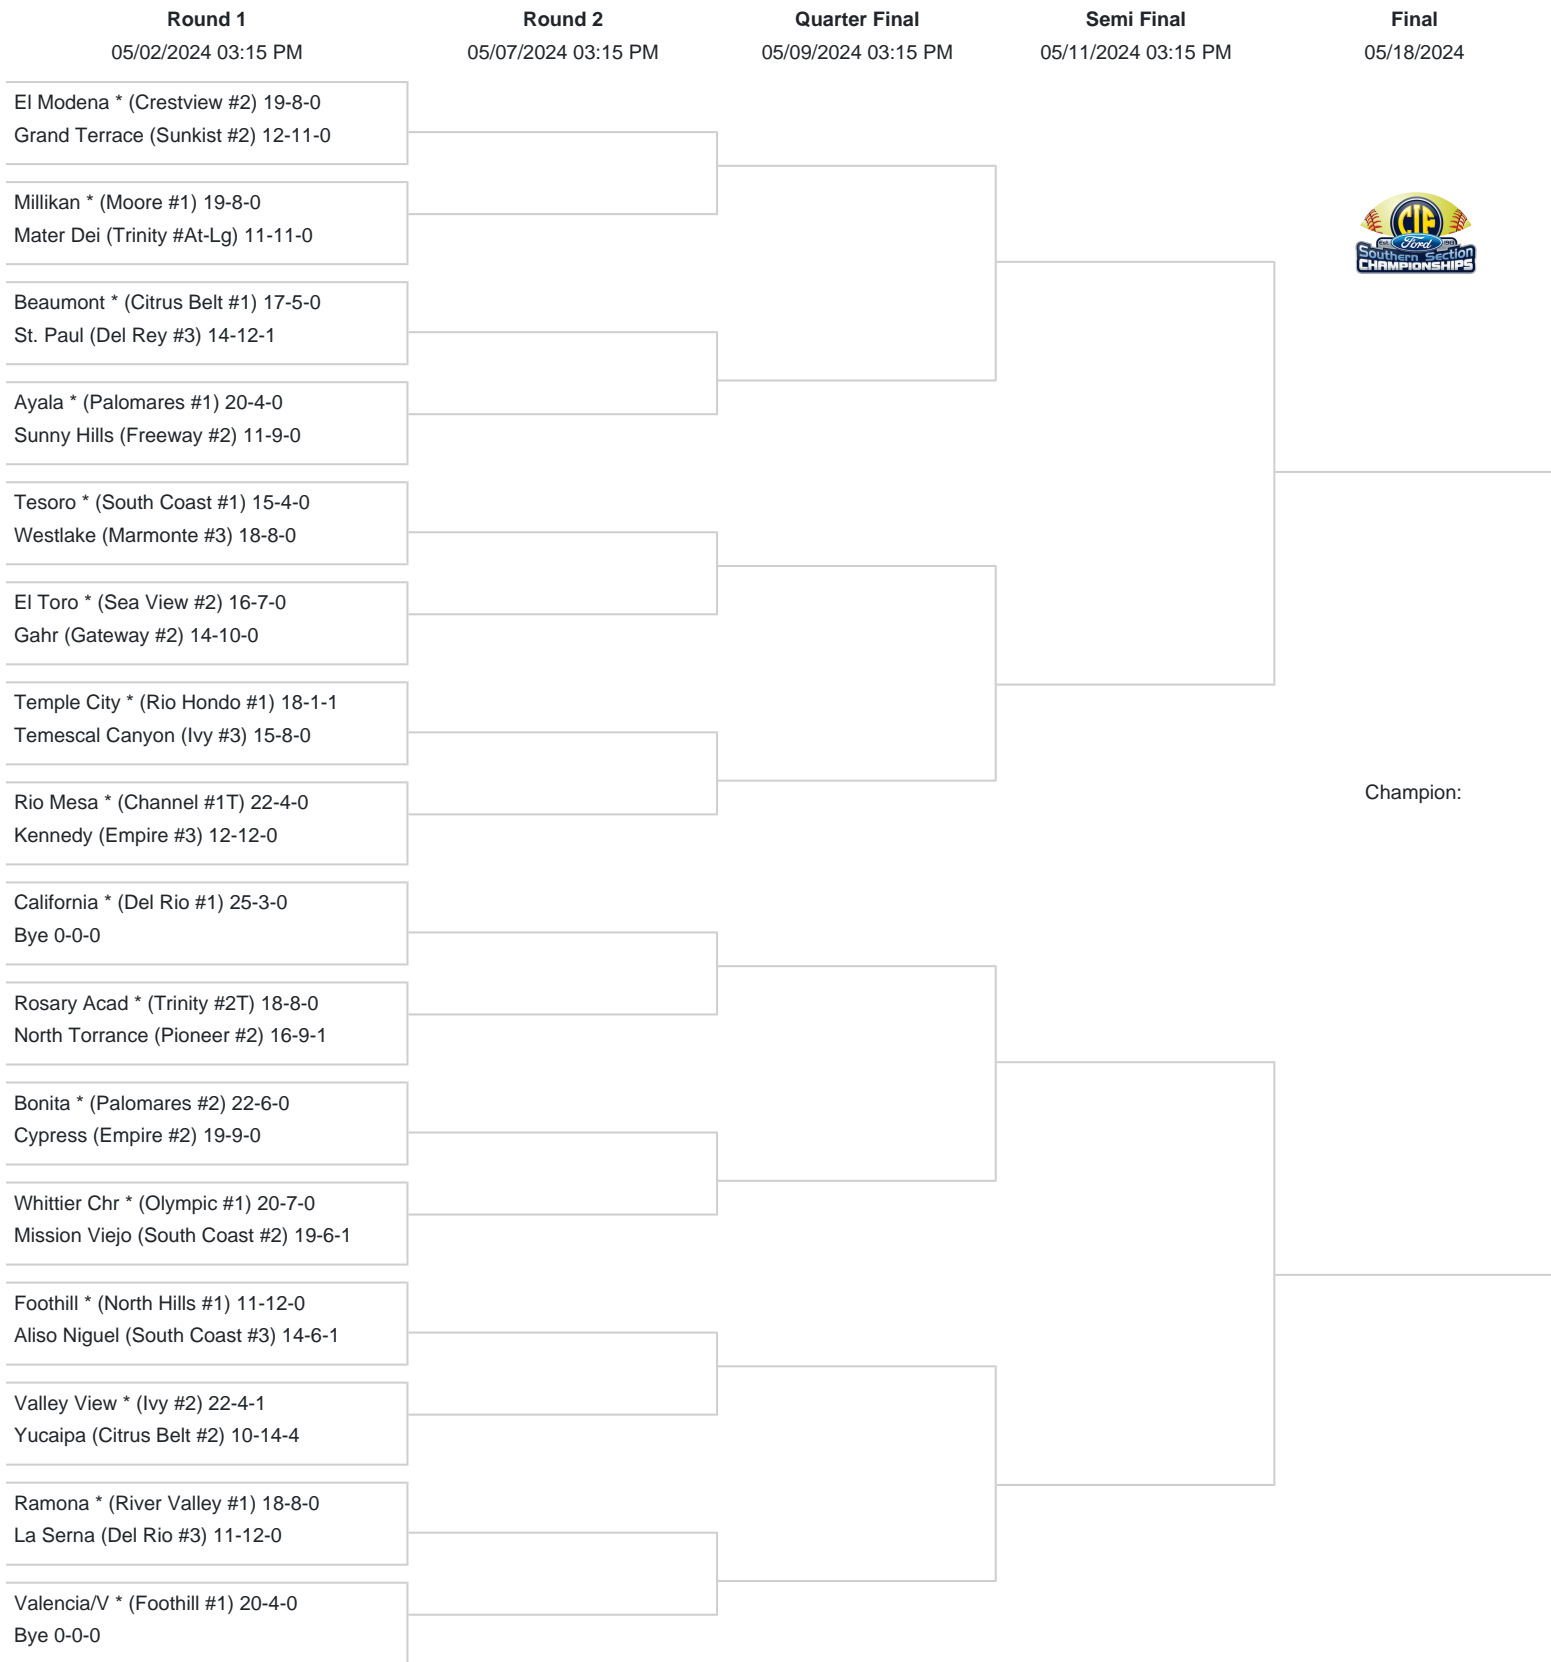 Round 1 Round 2 Quarter Final Semi Final Final
05/02/2024 03:15 PM 05/07/2024 03:15 PM 05/09/2024 03:15 PM 05/11/2024 03:15 PM 05/18/2024
El Modena * (Crestview #2) 19-8-0
Grand Terrace (Sunkist #2) 12-11-0
Millikan * (Moore #1) 19-8-0
Mater Dei (Trinity #At-Lg) 11-11-0
CIF
Ford
Southern Section
CHAMPIONSHIPS
Beaumont * (Citrus Belt #1) 17-5-0
St. Paul (Del Rey #3) 14-12-1
Ayala * (Palomares #1) 20-4-0
Sunny Hills (Freeway #2) 11-9-0
Tesoro * (South Coast #1) 15-4-0
Westlake (Marmonte #3) 18-8-0
El Toro * (Sea View #2) 16-7-0
Gahr (Gateway #2) 14-10-0
Temple City * (Rio Hondo #1) 18-1-1
Temescal Canyon (Ivy #3) 15-8-0
Rio Mesa * (Channel #1T) 22-4-0
Kennedy (Empire #3) 12-12-0
Champion:
California * (Del Rio #1) 25-3-0
Bye 0-0-0
Rosary Acad * (Trinity #2T) 18-8-0
North Torrance (Pioneer #2) 16-9-1
Bonita * (Palomares #2) 22-6-0
Cypress (Empire #2) 19-9-0
Whittier Chr * (Olympic #1) 20-7-0
Mission Viejo (South Coast #2) 19-6-1
Foothill * (North Hills #1) 11-12-0
Aliso Niguel (South Coast #3) 14-6-1
Valley View * (Ivy #2) 22-4-1
Yucaipa (Citrus Belt #2) 10-14-4
Ramona * (River Valley #1) 18-8-0
La Serna (Del Rio #3) 11-12-0
Valencia/V * (Foothill #1) 20-4-0
Bye 0-0-0